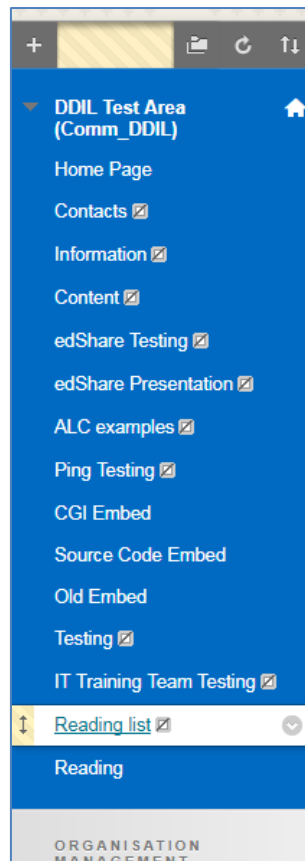 DDIL Test Area
(Comm_DDIL)
Home Page
Contacts
Information
Content
edShare Testing
edShare Presentation
ALC examples
Ping Testing
CGI Embed
Source Code Embed
Old Embed
Testing
IT Training Team Testing
Reading list
Reading
ORGANISATION
MANAGEMENT